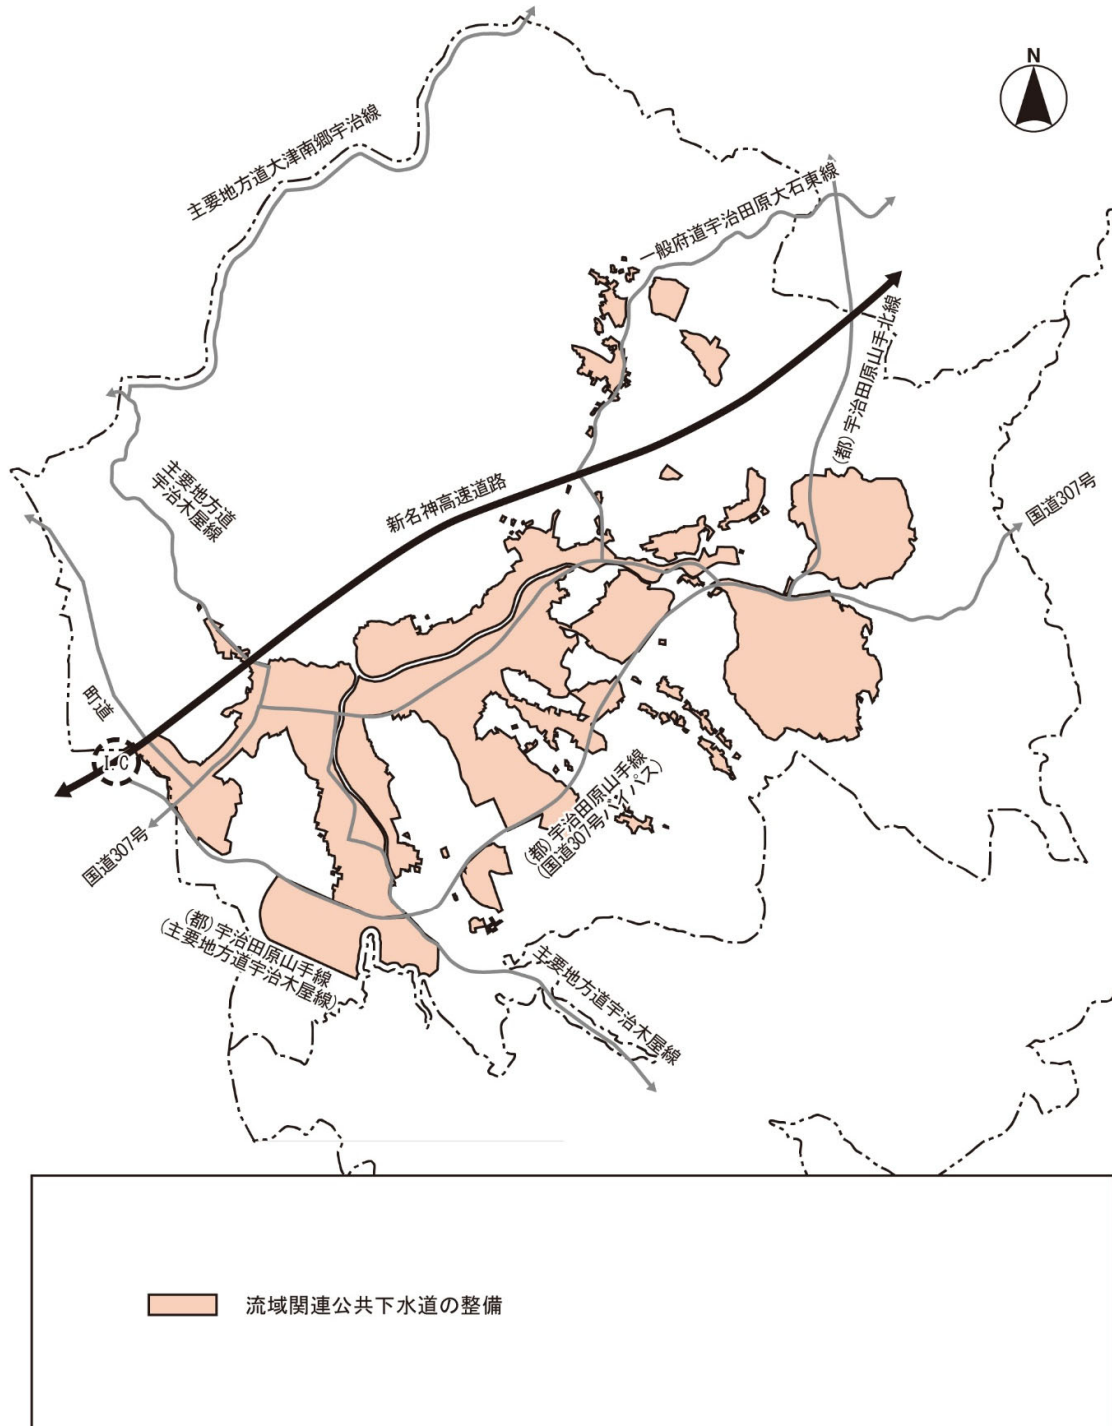 N
主要地方道大津南郷宇治線
一般府道宇治田原大石東線
(都)宇治田原山手北線
主要地方道
宇治木屋線
新名神高速道路
国道307号
町道
I C
国道307号
(都)宇治田原山手線
(国道307号バイパス)
(都)宇治田原山手線
(主要地方道宇治木屋線)
主要地方道宇治木屋線
流域関連公共下水道の整備